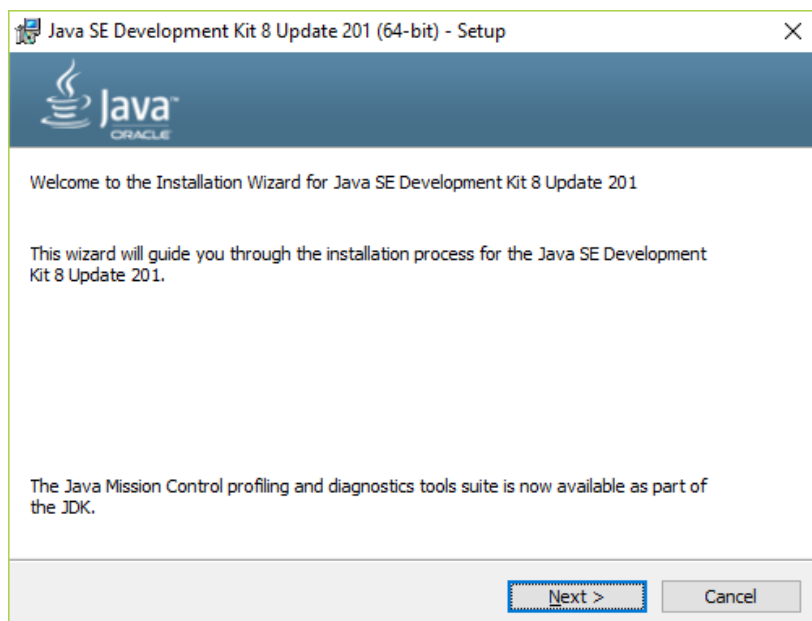 Java SE Development Kit 8 Update 201 (64-bit) - Setup
Java™
ORACLE
Welcome to the Installation Wizard for Java SE Development Kit 8 Update 201
This wizard will guide you through the installation process for the Java SE Development
Kit 8 Update 201.
The Java Mission Control profiling and diagnostics tools suite is now available as part of
the JDK.
Next >
Cancel